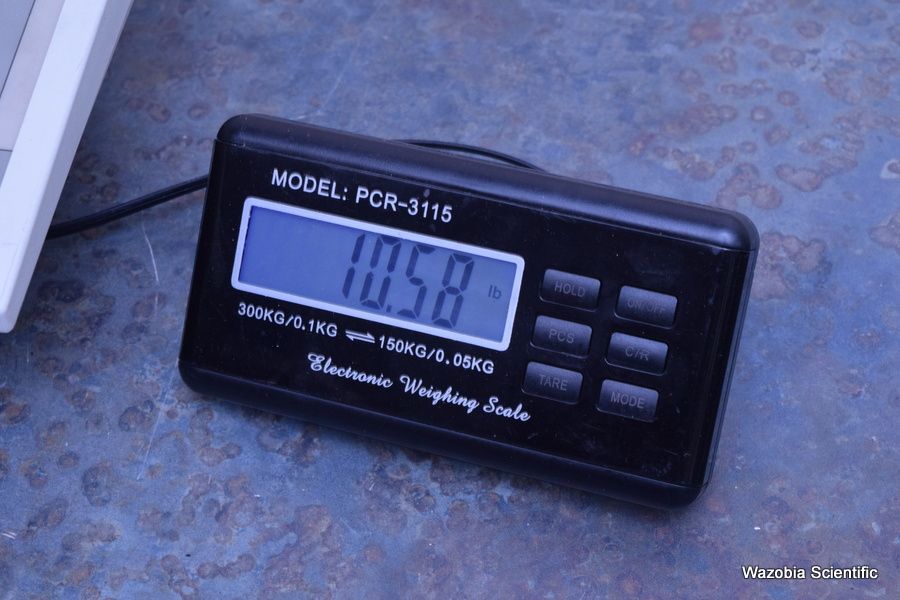 MODEL: PCR-3115
10.58 lb
300KG/0.1KG ⇌ 150KG/0.05KG
Electronic Weighing Scale
HOLD ON/OFF
PCS C/R
TARE MODE
Wazobia Scientific